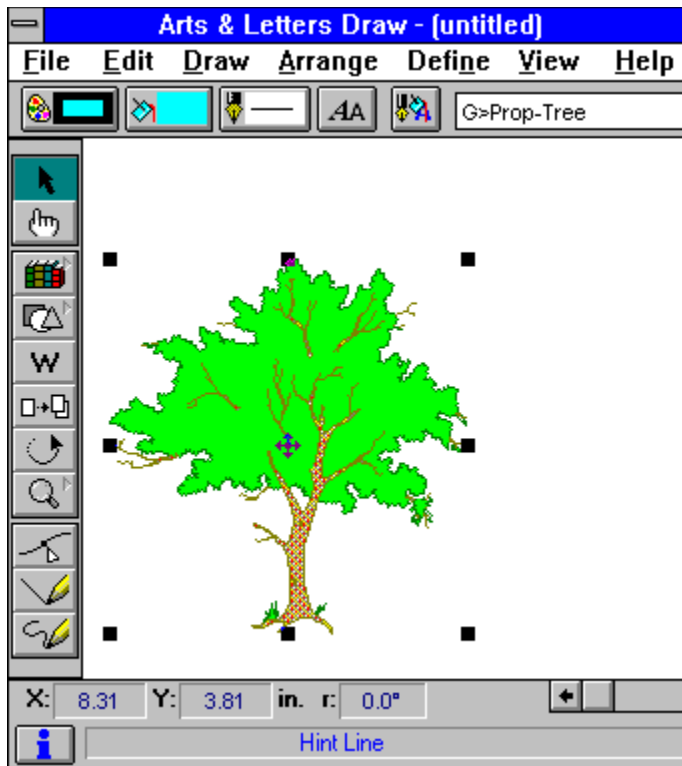 Arts & Letters Draw - (untitled)
File Edit Draw Arrange Define View Help
AA A G>Prop-Tree
W
X: 8.31 Y: 3.81 in. r: 0.0°
i Hint Line